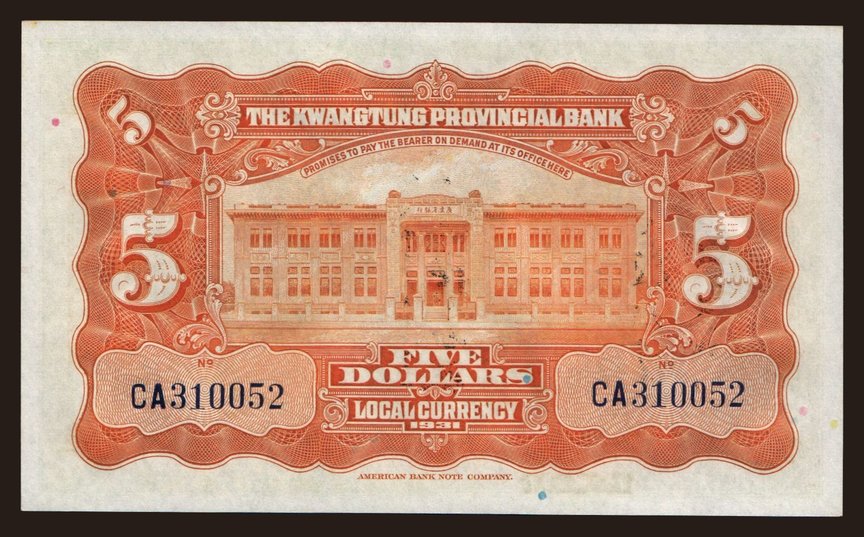 THE KWANGTUNG PROVINCIAL BANK
PROMISES TO PAY THE BEARER ON DEMAND AT ITS OFFICE HERE
5 5
5 5
FIVE
DOLLARS
Nº Nº
CA310052 CA310052
LOCAL CURRENCY
1931
AMERICAN BANK NOTE COMPANY.